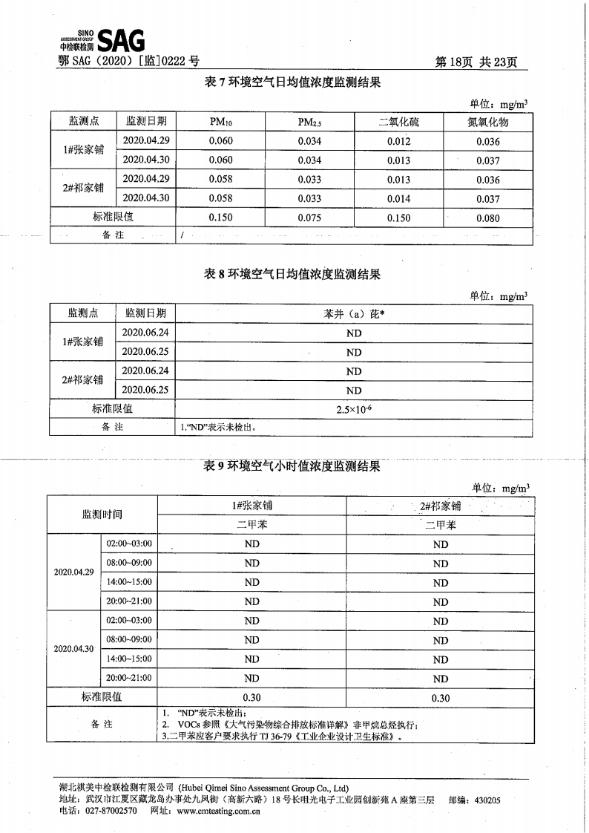 SINO
ASSESSMENT GROUP
中检联检测 SAG
鄂 SAG（2020）[监]0222 号 第 18页 共 23页
表 7 环境空气日均值浓度监测结果
单位：mg/m³
监测点 监测日期 PM10 PM2.5 二氧化硫 氮氧化物
1#张家铺 2020.04.29 0.060 0.034 0.012 0.036
2020.04.30 0.060 0.034 0.013 0.037
2#祁家铺 2020.04.29 0.058 0.033 0.013 0.036
2020.04.30 0.058 0.033 0.014 0.037
标准限值 0.150 0.075 0.150 0.080
备 注 /
表 8 环境空气日均值浓度监测结果
单位：mg/m³
监测点 监测日期 苯并（a）芘*
1#张家铺 2020.06.24 ND
2020.06.25 ND
2#祁家铺 2020.06.24 ND
2020.06.25 ND
标准限值 2.5×10⁻⁶
备 注 1.“ND”表示未检出。
表 9 环境空气小时值浓度监测结果
单位：mg/m³
监测时间 1#张家铺 2#祁家铺
二甲苯 二甲苯
2020.04.29 02:00~03:00 ND ND
08:00~09:00 ND ND
14:00~15:00 ND ND
20:00~21:00 ND ND
2020.04.30 02:00~03:00 ND ND
08:00~09:00 ND ND
14:00~15:00 ND ND
20:00~21:00 ND ND
标准限值 0.30 0.30
备 注 1. “ND”表示未检出；
2. VOCs 参照《大气污染物综合排放标准详解》非甲烷总烃执行；
3.二甲苯应客户要求执行 TJ 36-79《工业企业设计卫生标准》。
湖北祺美中检联检测有限公司 (Hubei Qimei Sino Assessment Group Co., Ltd)
地址：武汉市江夏区藏龙岛办事处九凤街（高新六路）18 号长咀光电子工业园创新苑 A 座第三层 邮编：430205
电话：027-87002570 网址：www.cmtesting.com.cn